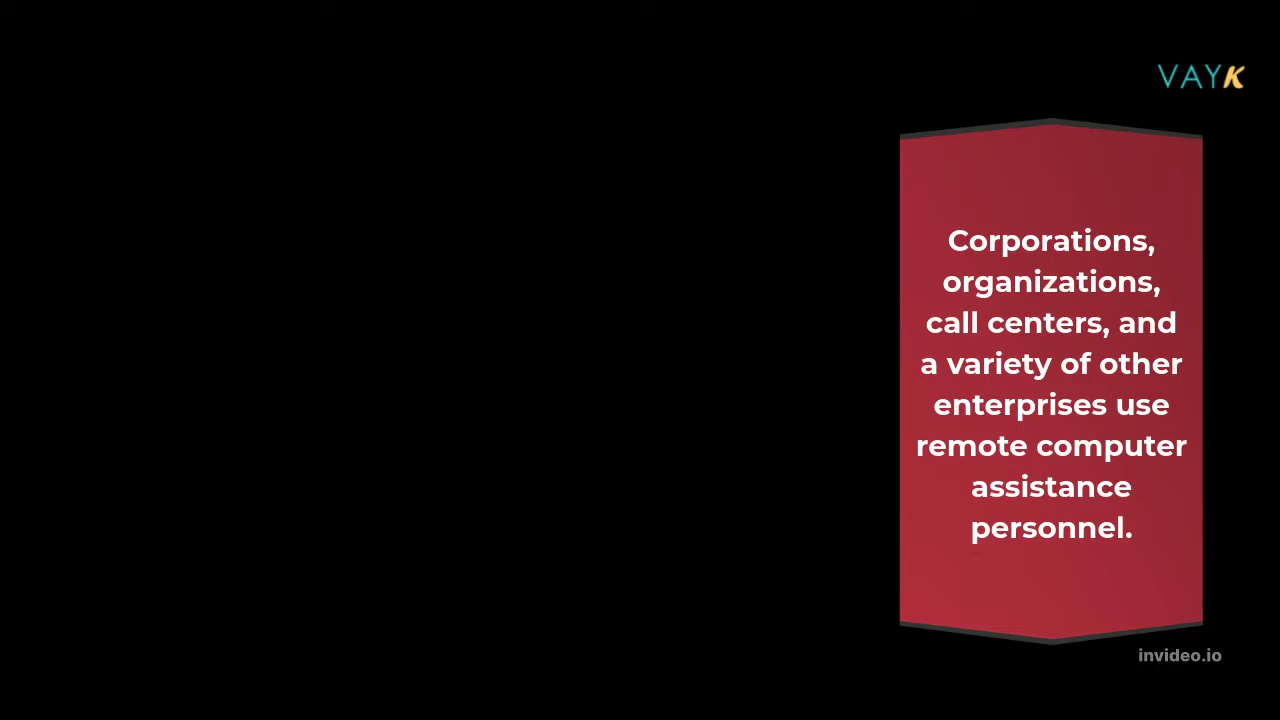 VAYK
Corporations,
organizations,
call centers, and
a variety of other
enterprises use
remote computer
assistance
personnel.
invideo.io